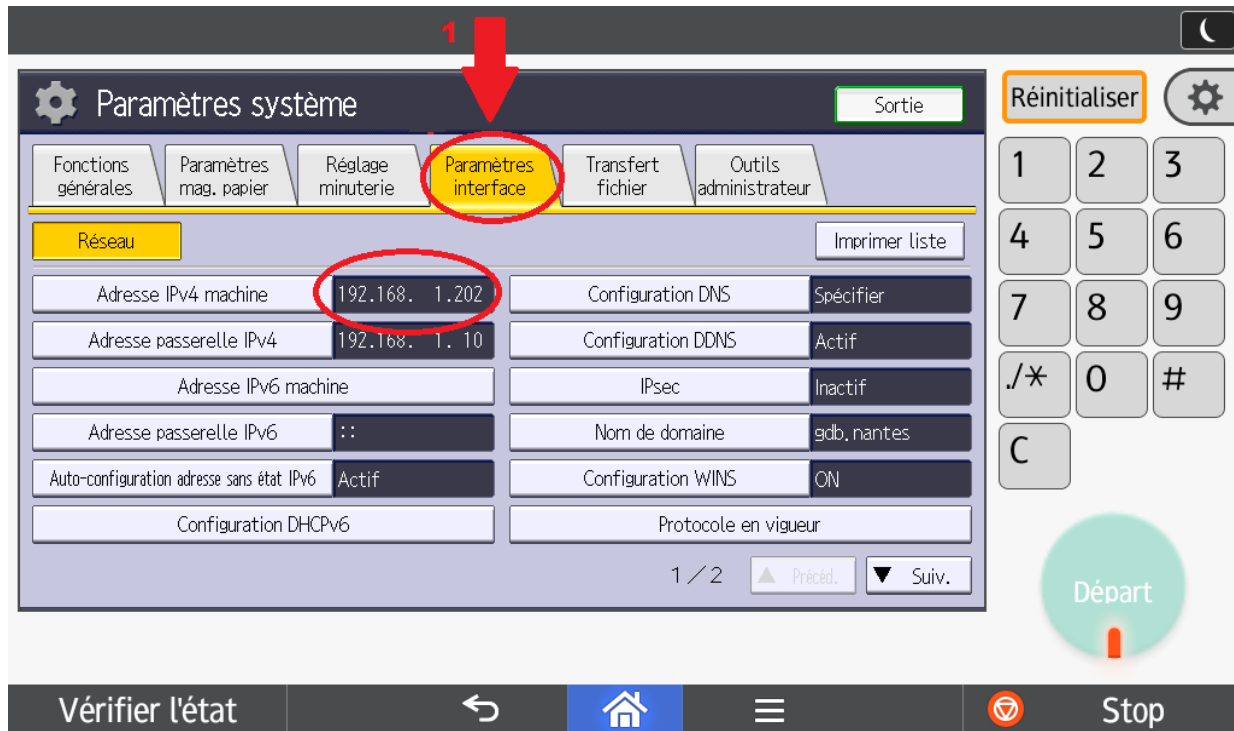 1
Paramètres système
Sortie
Réinitialiser
Fonctions générales
Paramètres mag. papier
Réglage minuterie
Paramètres interface
Transfert fichier
Outils administrateur
Réseau
Imprimer liste
Adresse IPv4 machine 192.168. 1.202
Configuration DNS Spécifier
Adresse passerelle IPv4 192.168. 1. 10
Configuration DDNS Actif
Adresse IPv6 machine
IPsec Inactif
Adresse passerelle IPv6 ::
Nom de domaine gdb.nantes
Auto-configuration adresse sans état IPv6 Actif
Configuration WINS ON
Configuration DHCPv6
Protocole en vigueur
1/2 ▲ Précéd. ▼ Suiv.
1 2 3
4 5 6
7 8 9
./* 0 #
C
Départ
Vérifier l'état
Stop